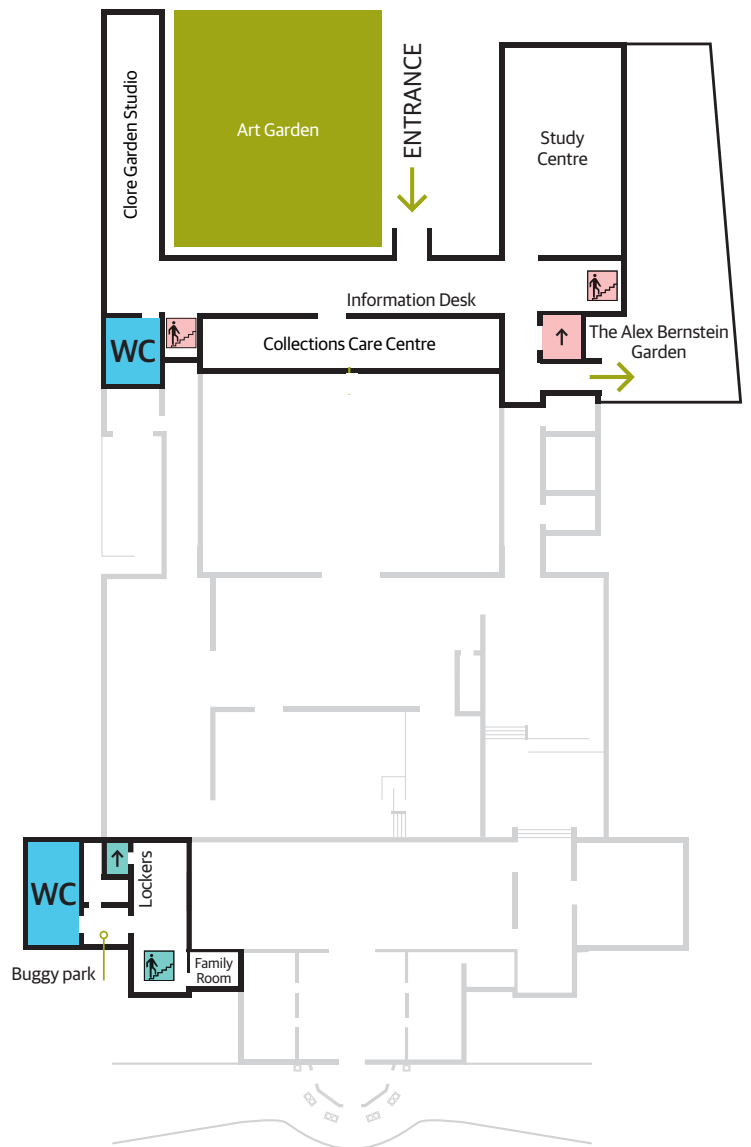 Clore Garden Studio
Art Garden
ENTRANCE
Study
Centre
Information Desk
WC
Collections Care Centre
The Alex Bernstein
Garden
WC
Lockers
Buggy park
Family
Room